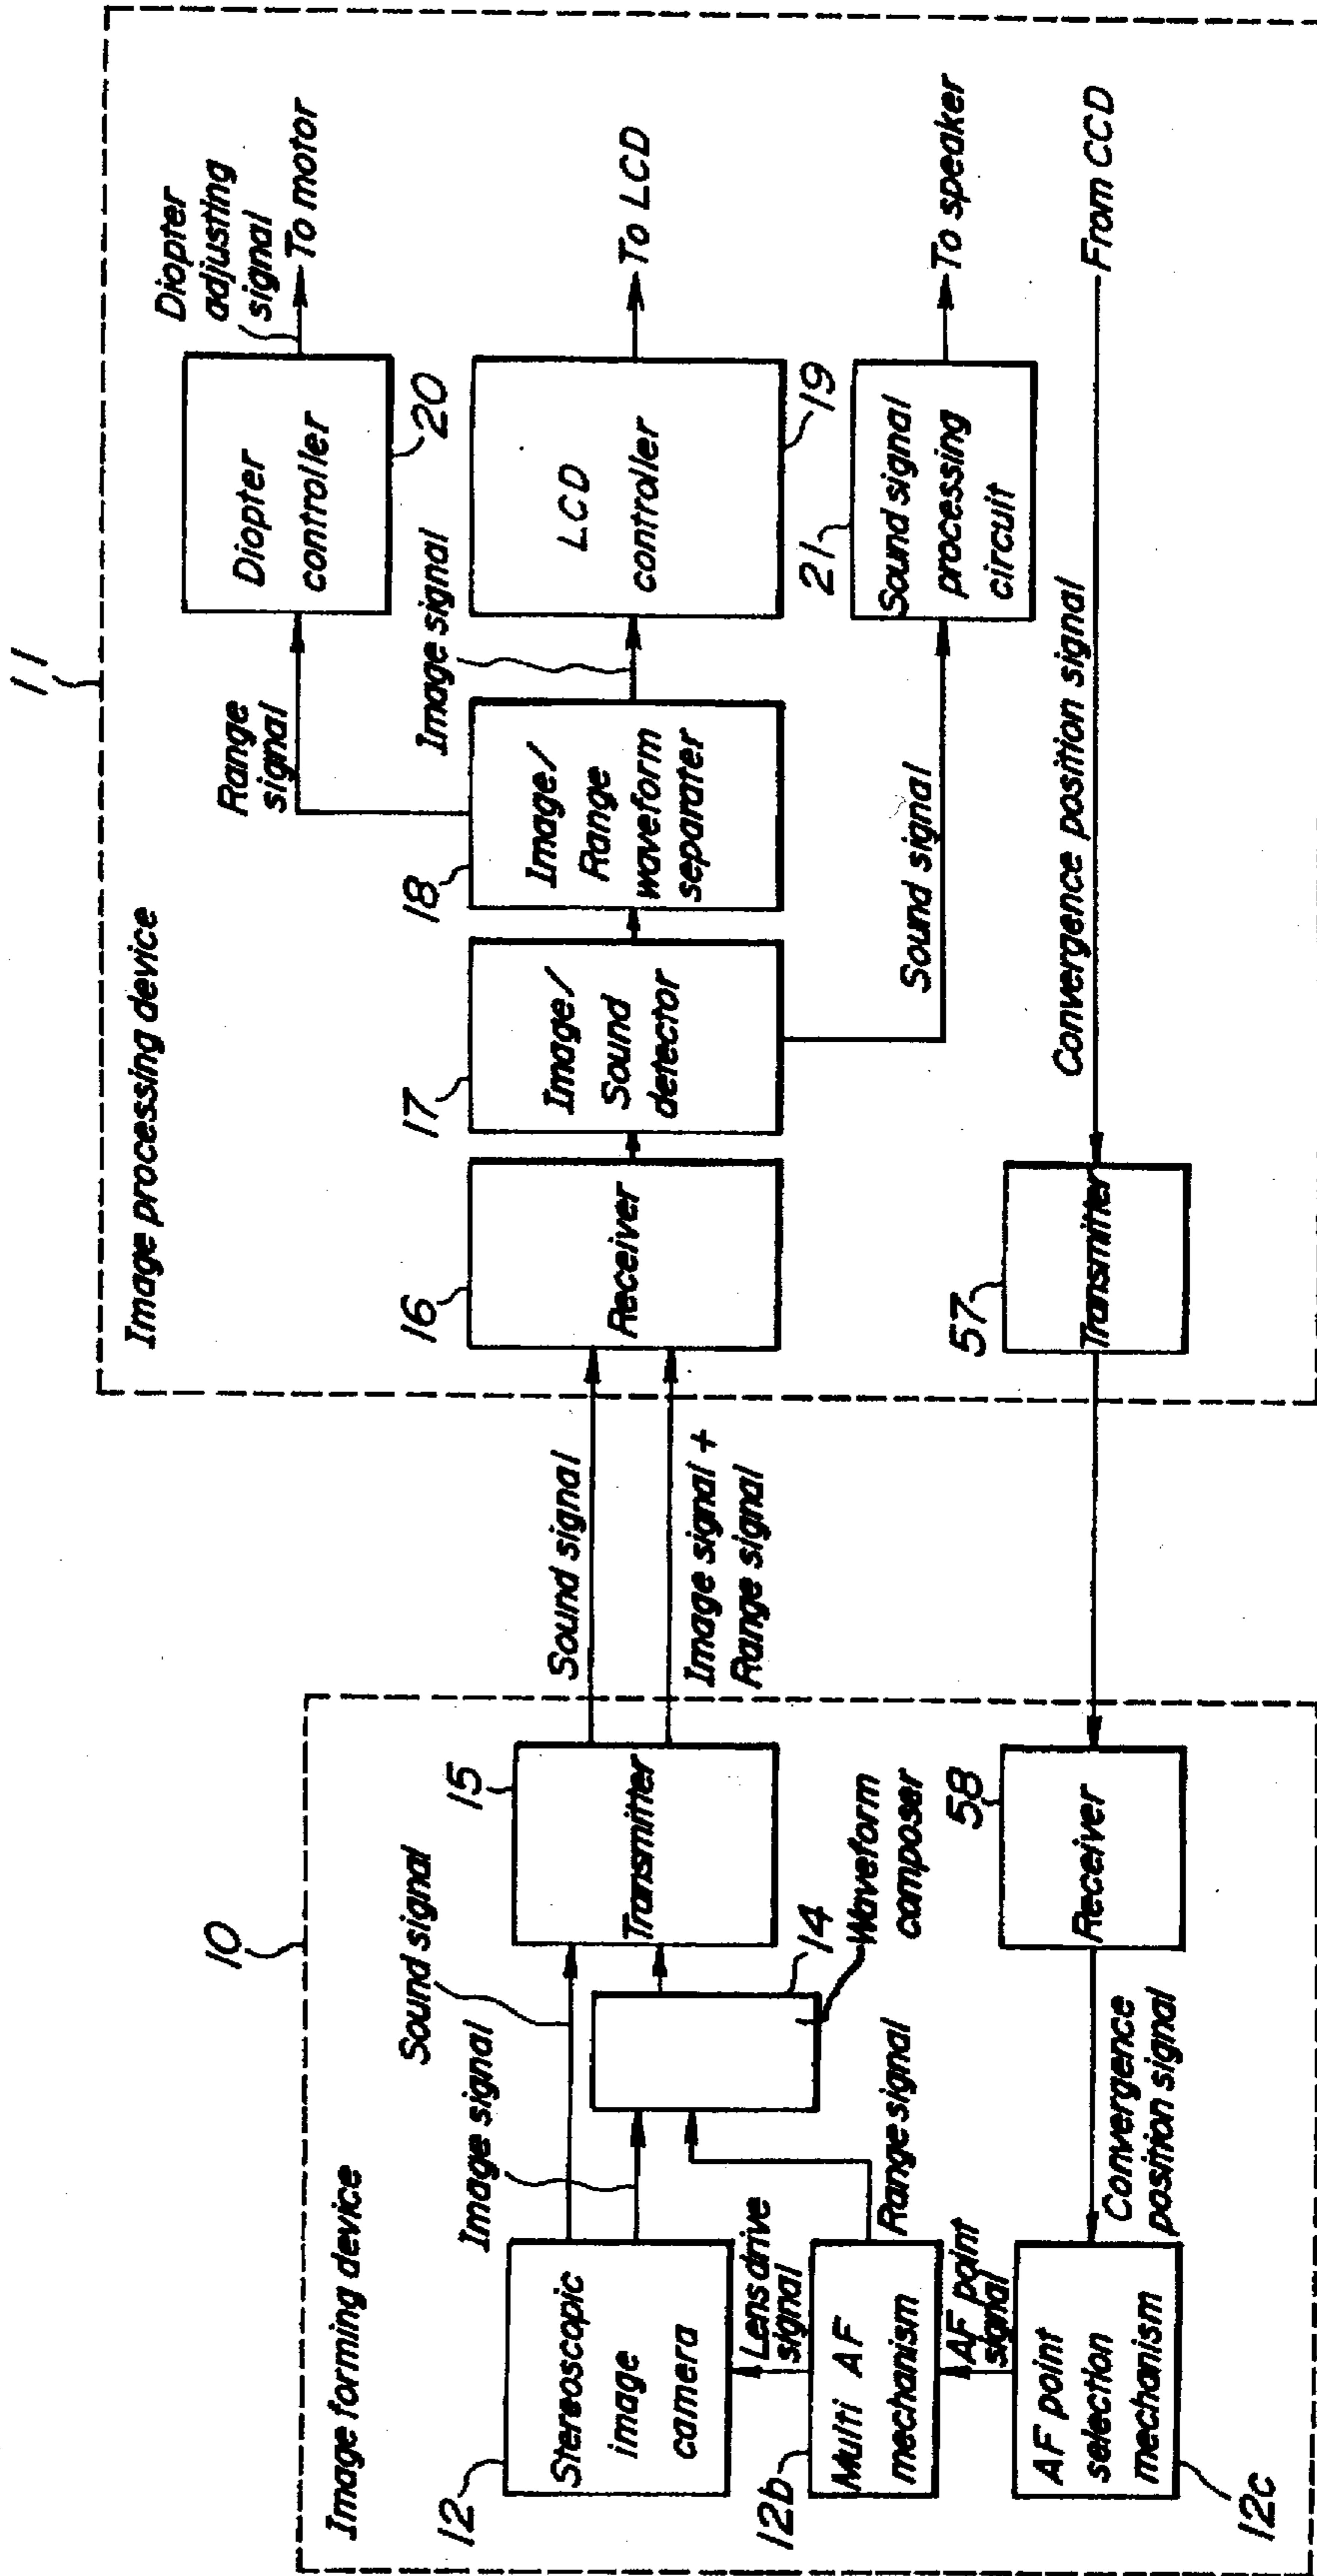 10
Image forming device
12
Stereoscopic
image
camera
Image signal
Sound signal
15
Transmitter
14
Waveform
composer
Lens drive
signal
12b
Multi AF
mechanism
Range signal
AF point
signal
12c
AF point
selection
mechanism
Convergence
position signal
58
Receiver
Sound signal
Image signal +
Range signal
11
Image processing device
16
Receiver
17
Image/
Sound
detector
18
Image/
Range
waveform
separater
Range
signal
Image signal
Diopter
controller
20
Diopter
adjusting
signal
To motor
LCD
controller
19
To LCD
Sound signal
21
Sound signal
processing
circuit
To speaker
57
Transmitter
Convergence position signal
From CCD